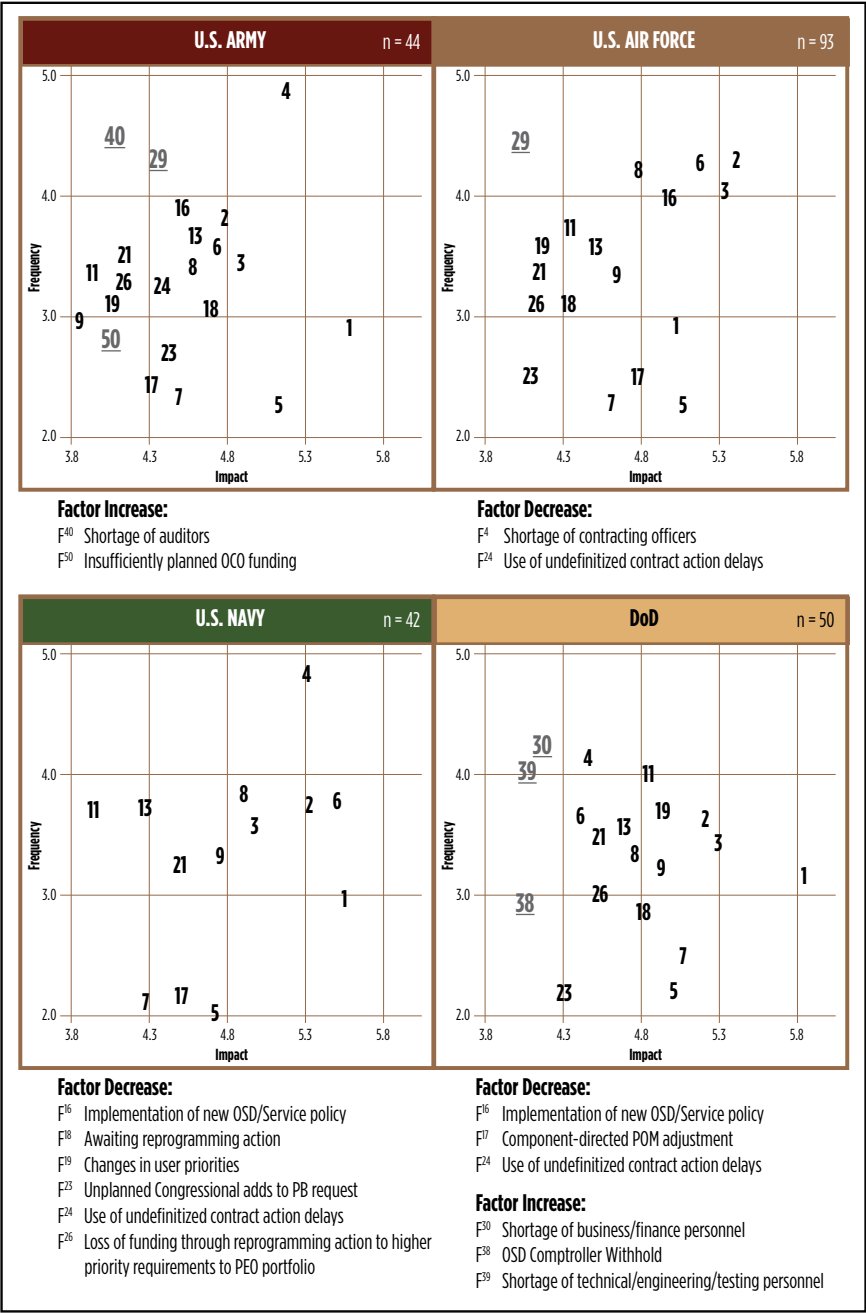 U.S. ARMY n = 44
5.0
4
40
29
4.0
16
2
13
6
21
3
8
11
26
24
19
18
9
3.0
1
50
23
17
7
5
2.0
3.8 4.3 4.8 5.3 5.8
Frequency
Impact
Factor Increase:
F40 Shortage of auditors
F50 Insufficiently planned OCO funding
U.S. AIR FORCE n = 93
5.0
29
2
6
8
3
4.0
16
11
19
13
21
9
26
18
3.0
1
23
17
7
5
2.0
3.8 4.3 4.8 5.3 5.8
Frequency
Impact
Factor Decrease:
F4 Shortage of contracting officers
F24 Use of undefinitized contract action delays
U.S. NAVY n = 42
5.0
4
4.0
8
6
2
11
13
3
9
21
3.0
1
17
7
5
2.0
3.8 4.3 4.8 5.3 5.8
Frequency
Impact
Factor Decrease:
F16 Implementation of new OSD/Service policy
F18 Awaiting reprogramming action
F19 Changes in user priorities
F23 Unplanned Congressional adds to PB request
F24 Use of undefinitized contract action delays
F26 Loss of funding through reprogramming action to higher
priority requirements to PEO portfolio
DoD n = 50
5.0
30
4
39
11
4.0
19
6
2
13
21
3
8
9
1
26
3.0
38
18
7
23
5
2.0
3.8 4.3 4.8 5.3 5.8
Frequency
Impact
Factor Decrease:
F16 Implementation of new OSD/Service policy
F17 Component-directed POM adjustment
F24 Use of undefinitized contract action delays
Factor Increase:
F30 Shortage of business/finance personnel
F38 OSD Comptroller Withhold
F39 Shortage of technical/engineering/testing personnel